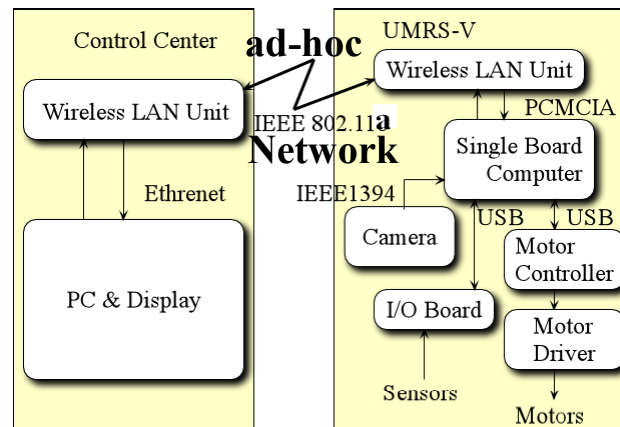 Control Center
ad-hoc
UMRS-V
Wireless LAN Unit
Wireless LAN Unit
IEEE 802.11a
PCMCIA
Network
Single Board
Computer
Ethrenet
IEEE1394
USB
USB
Camera
Motor
Controller
PC & Display
I/O Board
Motor
Driver
Sensors
Motors